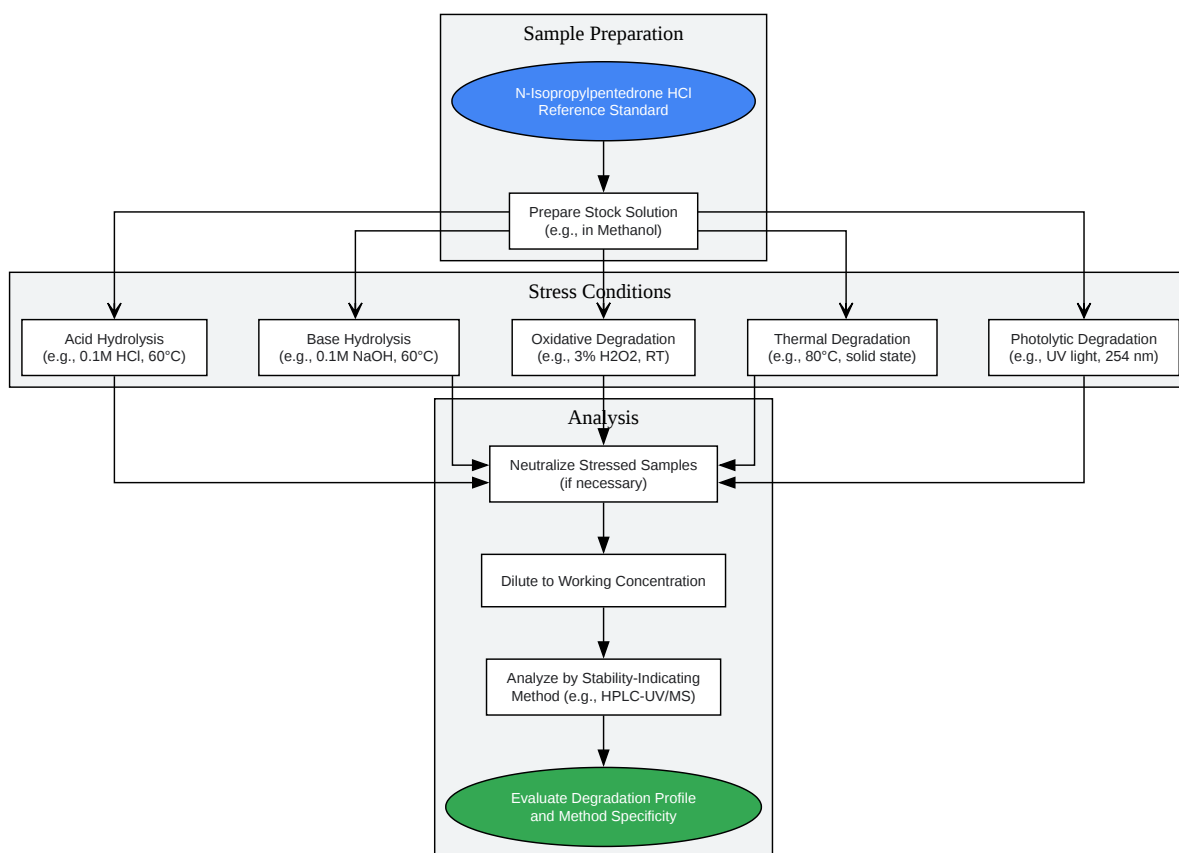 Sample Preparation
N-Isopropylpentedrone HCl
Reference Standard
Prepare Stock Solution
(e.g., in Methanol)
Stress Conditions
Acid Hydrolysis
(e.g., 0.1M HCl, 60°C)
Base Hydrolysis
(e.g., 0.1M NaOH, 60°C)
Oxidative Degradation
(e.g., 3% H2O2, RT)
Thermal Degradation
(e.g., 80°C, solid state)
Photolytic Degradation
(e.g., UV light, 254 nm)
Analysis
Neutralize Stressed Samples
(if necessary)
Dilute to Working Concentration
Analyze by Stability-Indicating
Method (e.g., HPLC-UV/MS)
Evaluate Degradation Profile
and Method Specificity